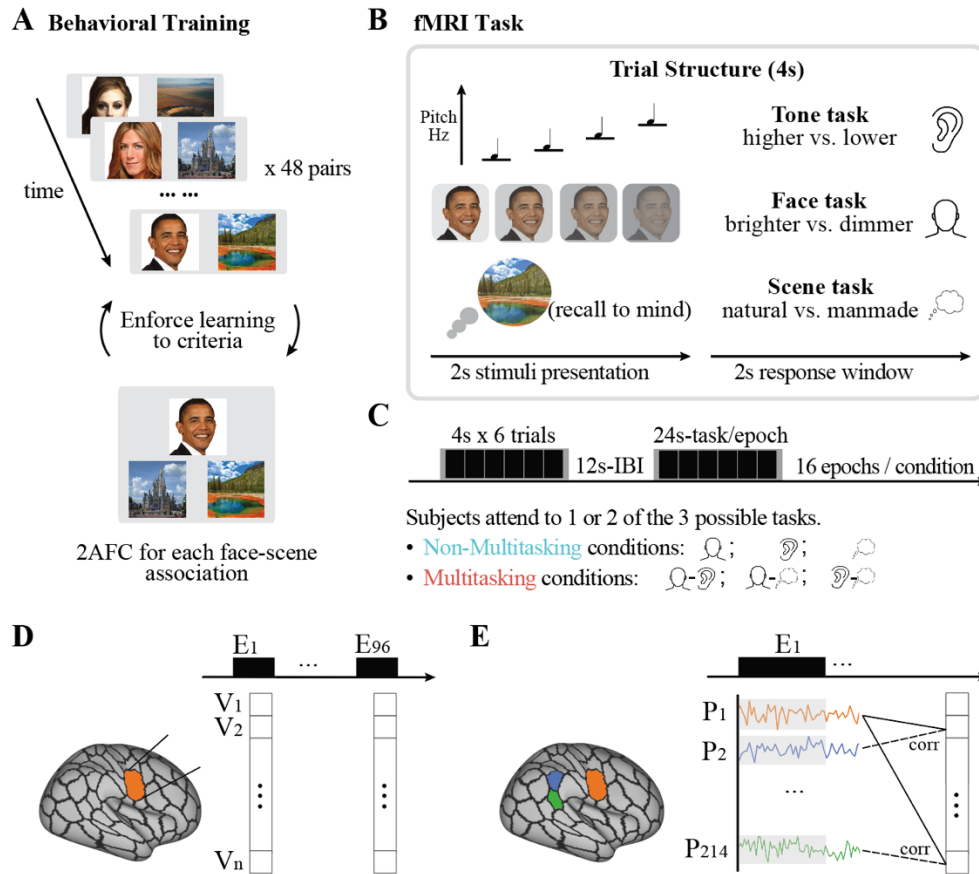 A Behavioral Training
x 48 pairs
... ...
time
Enforce learning
to criteria
2AFC for each face-scene
association
B fMRI Task
Trial Structure (4s)
Pitch
Hz
Tone task
higher vs. lower
Face task
brighter vs. dimmer
Scene task
natural vs. manmade
(recall to mind)
2s stimuli presentation
2s response window
C
4s x 6 trials
12s-IBI
24s-task/epoch
16 epochs / condition
Subjects attend to 1 or 2 of the 3 possible tasks.
• Non-Multitasking conditions: ; ;
• Multitasking conditions: - ; - ; -
D
E1 ... E96
V1
V2
Vn
E
E1 ...
P1
P2
...
P214
corr
corr